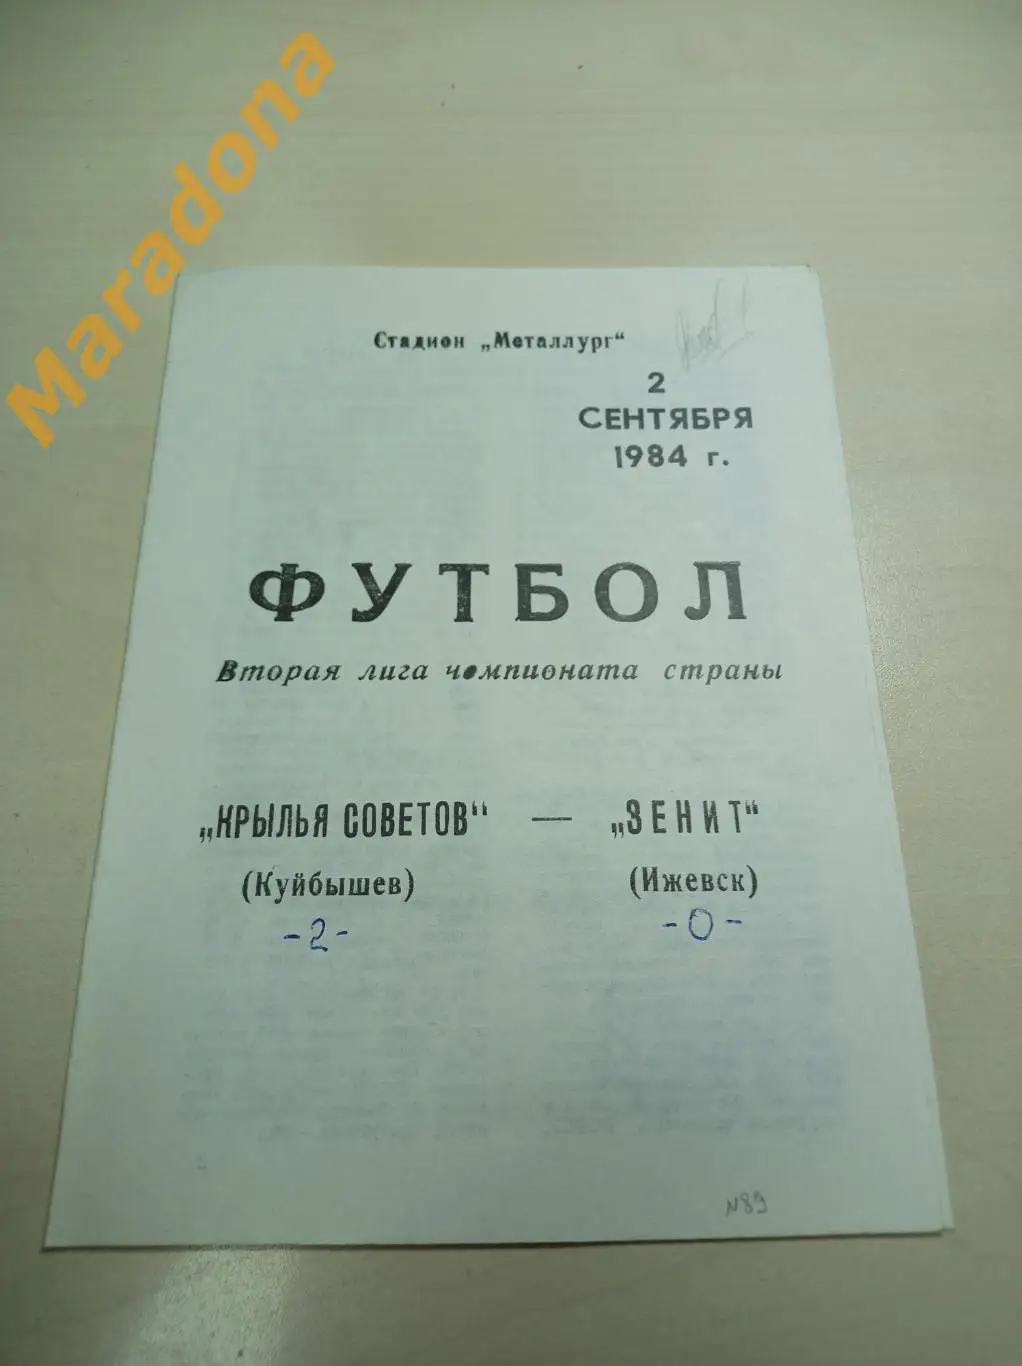 Maradona
Стадион „Металлург“
2
СЕНТЯБРЯ
1984 г.
ФУТБОЛ
Вторая лига чемпионата страны
„КРЫЛЬЯ СОВЕТОВ“ — „ЗЕНИТ“
(Куйбышев) (Ижевск)
-2- -0-
N89